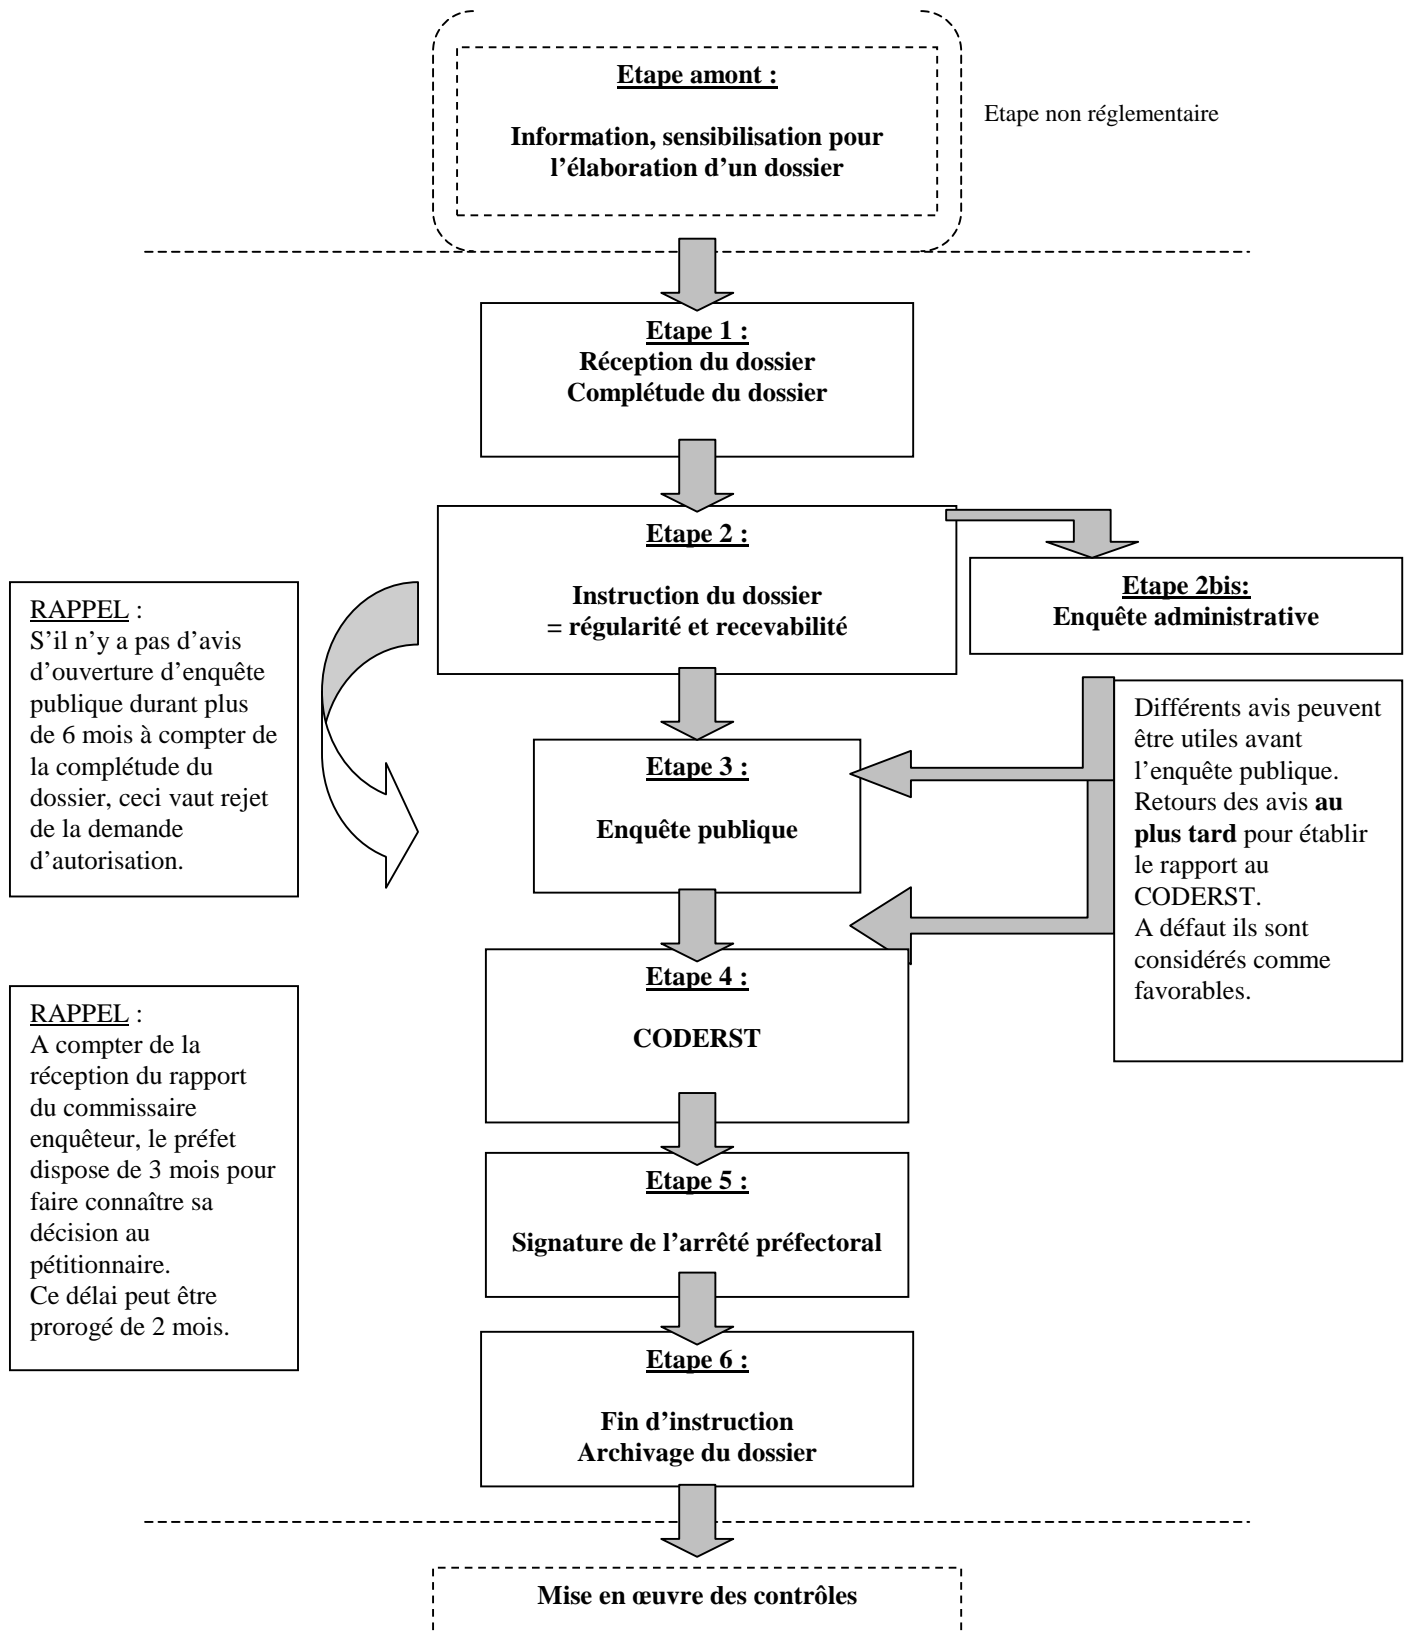 Etape amont :
Information, sensibilisation pour
l’élaboration d’un dossier
Etape non réglementaire
Etape 1 :
Réception du dossier
Complétude du dossier
Etape 2 :
Instruction du dossier
= régularité et recevabilité
Etape 2bis:
Enquête administrative
RAPPEL :
S’il n’y a pas d’avis
d’ouverture d’enquête
publique durant plus
de 6 mois à compter de
la complétude du
dossier, ceci vaut rejet
de la demande
d’autorisation.
Etape 3 :
Enquête publique
Différents avis peuvent
être utiles avant
l’enquête publique.
Retours des avis au
plus tard pour établir
le rapport au
CODERST.
A défaut ils sont
considérés comme
favorables.
Etape 4 :
CODERST
RAPPEL :
A compter de la
réception du rapport
du commissaire
enquêteur, le préfet
dispose de 3 mois pour
faire connaître sa
décision au
pétitionnaire.
Ce délai peut être
prorogé de 2 mois.
Etape 5 :
Signature de l’arrêté préfectoral
Etape 6 :
Fin d’instruction
Archivage du dossier
Mise en œuvre des contrôles